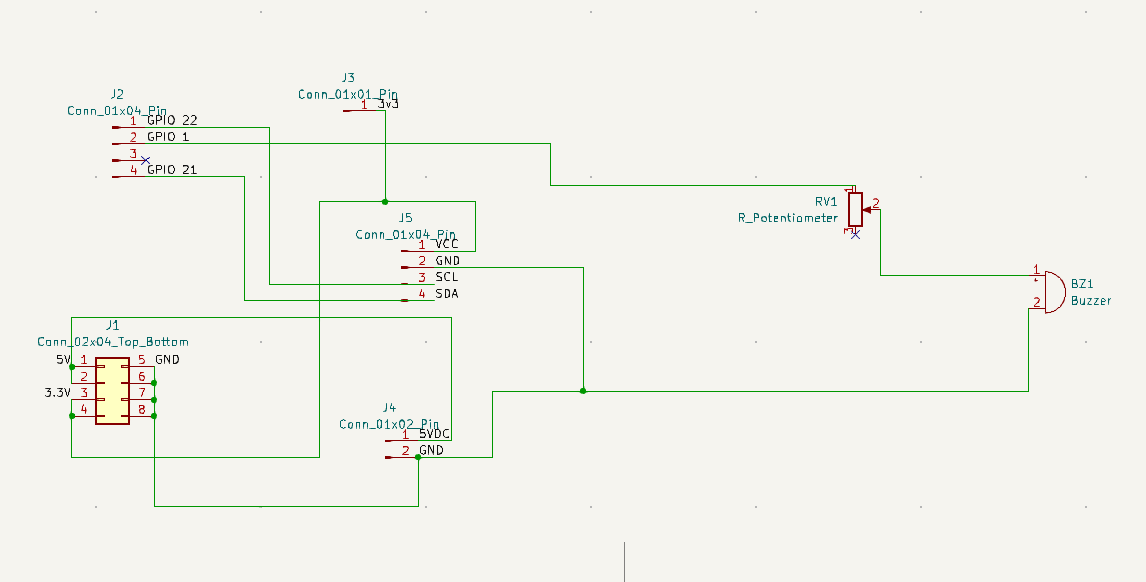 J2
Conn_01x04_Pin
1 GPIO 22
2 GPIO 1
3
4 GPIO 21
J3
Conn_01x01_Pin
1 3v3
J5
Conn_01x04_Pin
1 VCC
2 GND
3 SCL
4 SDA
RV1
R_Potentiometer
1
2
3
1
2
BZ1
Buzzer
J1
Conn_02x04_Top_Bottom
5V 1 5 GND
2 6
3.3V 3 7
4 8
J4
Conn_01x02_Pin
1 5VDC
2 GND